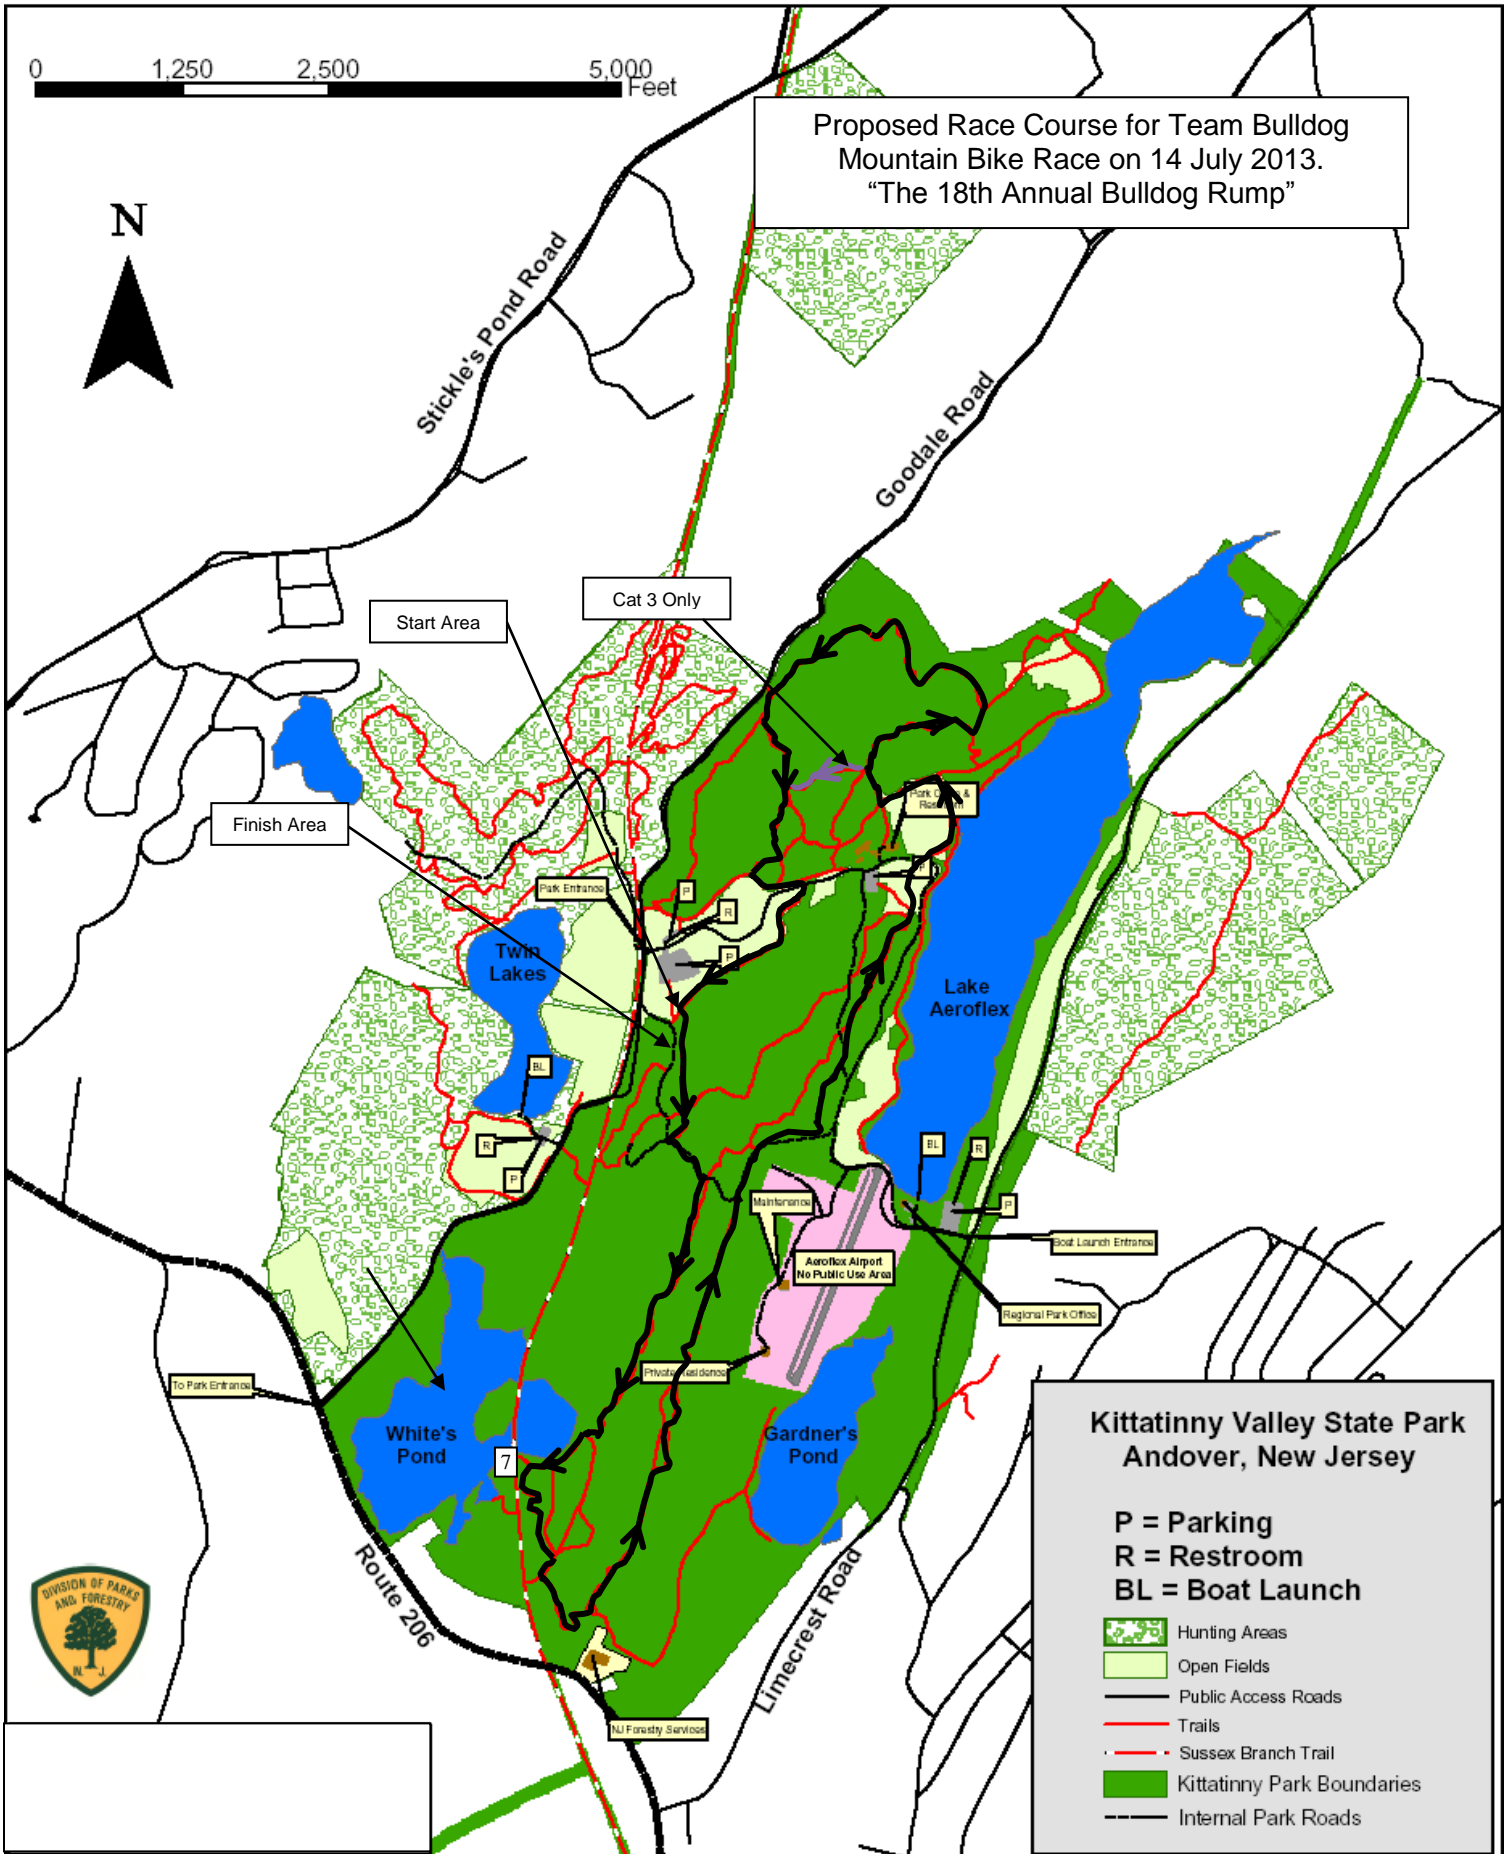 0 1,250 2,500 5,000
Feet
Proposed Race Course for Team Bulldog
Mountain Bike Race on 14 July 2013.
“The 18th Annual Bulldog Rump”
N
Stickle's Pond Road
Goodale Road
Cat 3 Only
Start Area
Finish Area
Park Entrance
P
R
P
P
Twin
Lakes
BL
R
P
Lake
Aeroflex
BL
R
P
Maintenance
Aeroflex Airport
No Public Use Area
Boat Launch Entrance
Regional Park Office
Private Residence
To Park Entrance
White's
Pond
7
Gardner's
Pond
Route 206
Limecrest Road
NJ Forestry Services
DIVISION OF PARKS
AND FORESTRY
N. J.
Kittatinny Valley State Park
Andover, New Jersey
P = Parking
R = Restroom
BL = Boat Launch
Hunting Areas
Open Fields
Public Access Roads
Trails
Sussex Branch Trail
Kittatinny Park Boundaries
Internal Park Roads